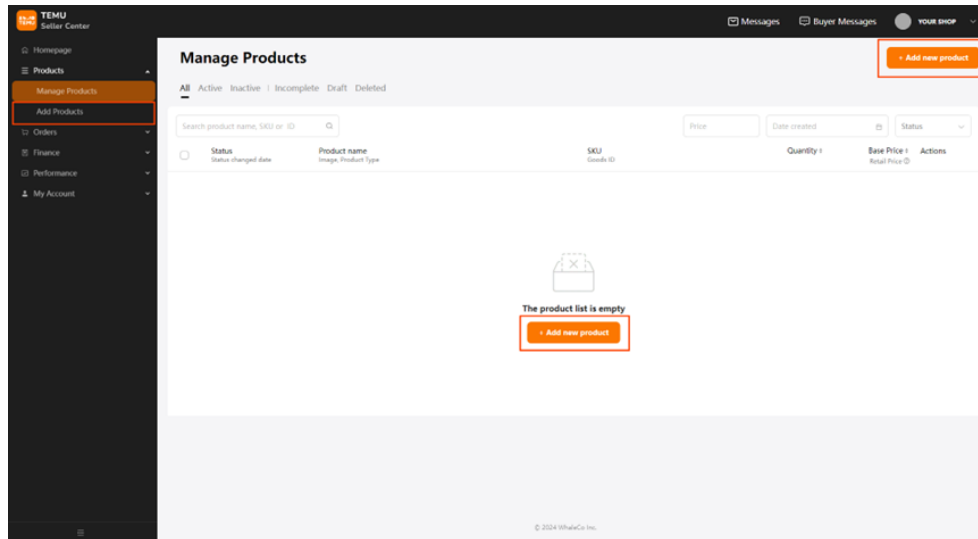 TEMU
Seller Center
Messages
Buyer Messages
YOUR SHOP
Homepage
Products
Manage Products
Add Products
Orders
Finance
Performance
My Account
Manage Products
+ Add new product
All Active Inactive Incomplete Draft Deleted
Search product name, SKU or ID
Price
Date created
Status
Status
Status changed date
Product name
Image, Product Type
SKU
Goods ID
Quantity
Base Price
Retail Price
Actions
The product list is empty
+ Add new product
© 2024 WhaleCo Inc.